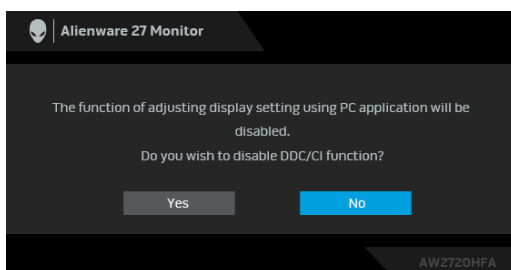 Alienware 27 Monitor
The function of adjusting display setting using PC application will be
disabled.
Do you wish to disable DDC/CI function?
Yes No
AW2720HFA